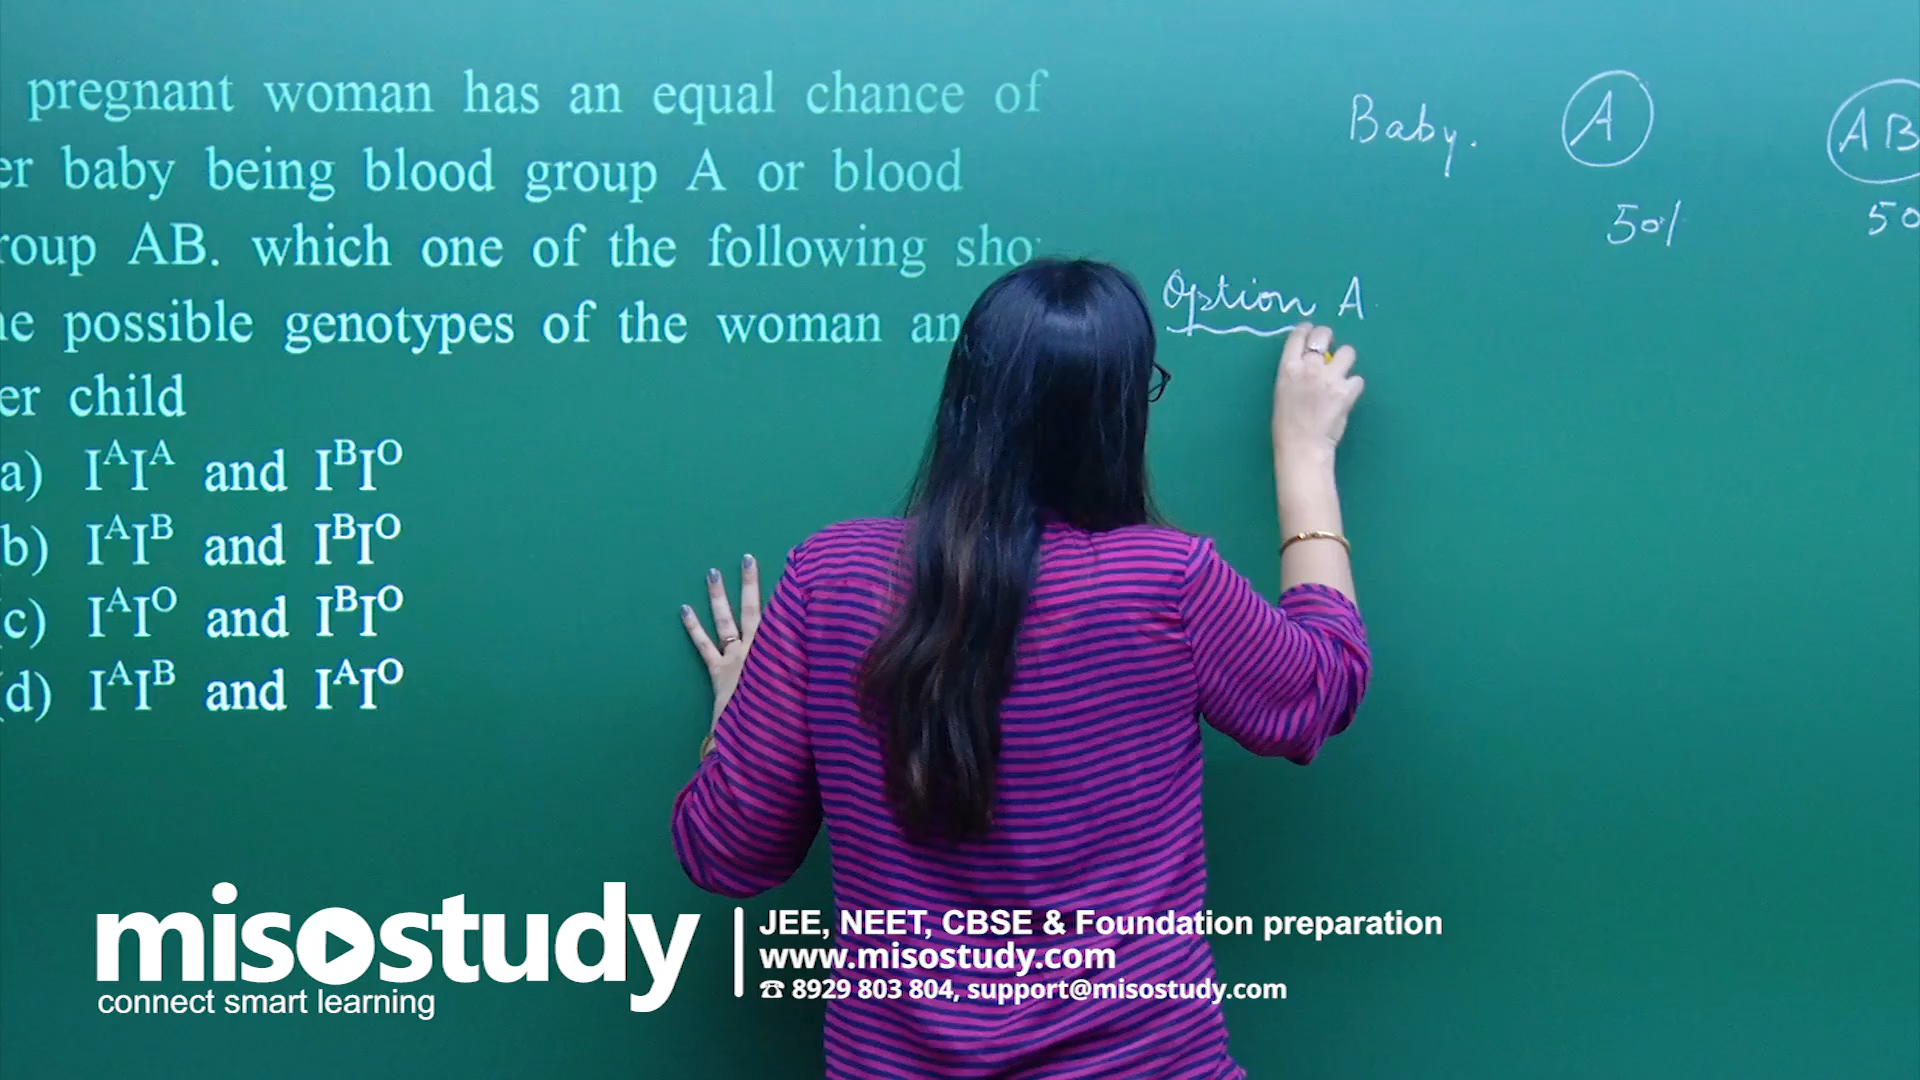 pregnant woman has an equal chance of
er baby being blood group A or blood
roup AB. which one of the following sho
he possible genotypes of the woman an
er child
a) IᴬIᴬ and IᴮIᴼ
b) IᴬIᴮ and IᴮIᴼ
(c) IᴬIᴼ and IᴮIᴼ
(d) IᴬIᴮ and IᴬIᴼ
Baby. A AB
50% 50
Option A.
misostudy
connect smart learning
JEE, NEET, CBSE & Foundation preparation
www.misostudy.com
☎ 8929 803 804, support@misostudy.com